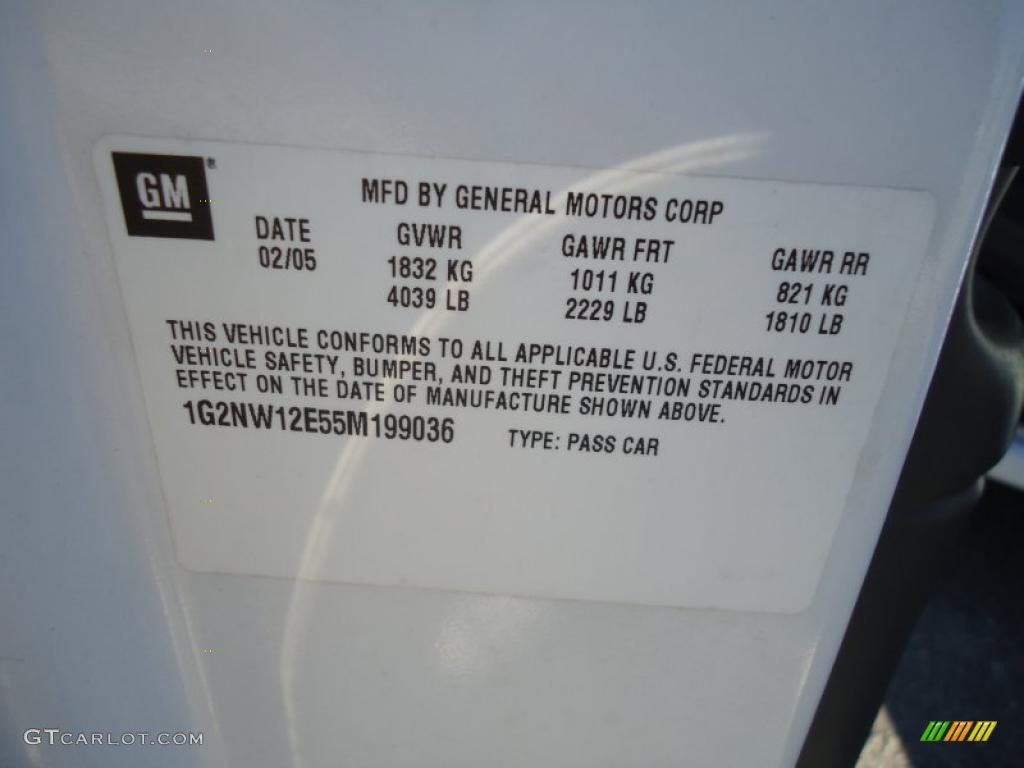 GM®
MFD BY GENERAL MOTORS CORP
DATE GVWR GAWR FRT GAWR RR
02/05 1832 KG 1011 KG 821 KG
4039 LB 2229 LB 1810 LB
THIS VEHICLE CONFORMS TO ALL APPLICABLE U.S. FEDERAL MOTOR
VEHICLE SAFETY, BUMPER, AND THEFT PREVENTION STANDARDS IN
EFFECT ON THE DATE OF MANUFACTURE SHOWN ABOVE.
1G2NW12E55M199036 TYPE: PASS CAR
GTCARLOT.COM